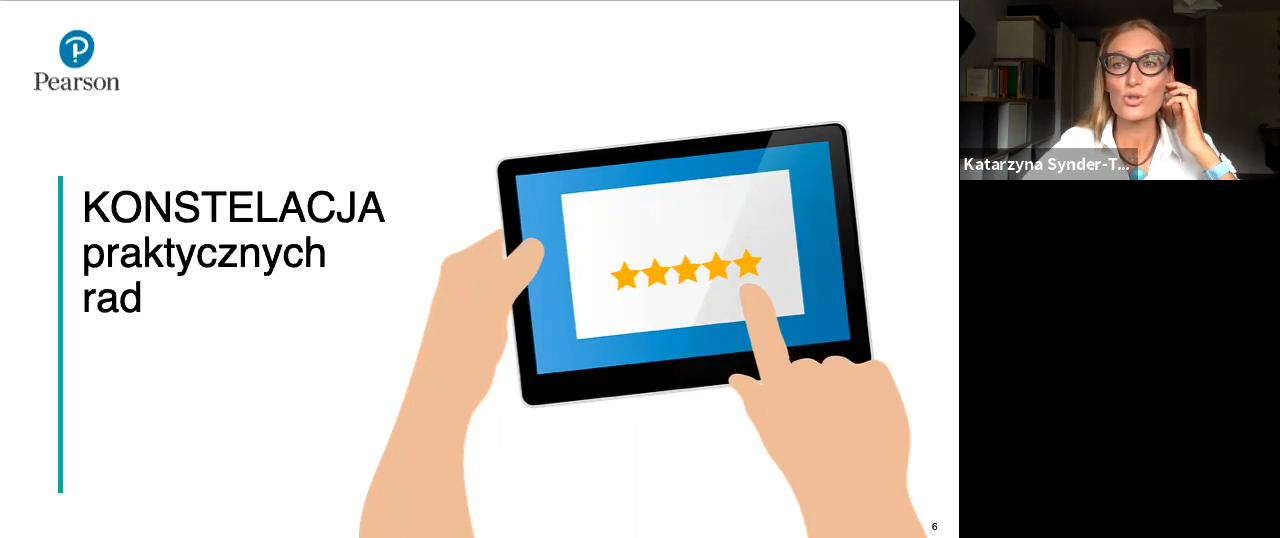 Pearson
KONSTELACJA
praktycznych
rad
Katarzyna Synder-T...
6